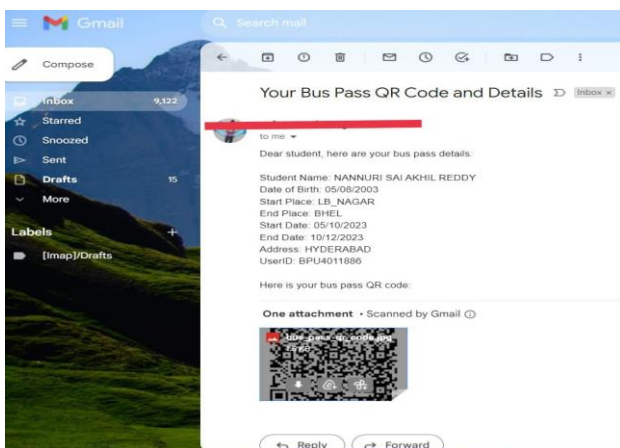 Gmail
Search mail
Compose
Inbox 9,122
Starred
Snoozed
Sent
Drafts 15
More
Labels +
[Imap]/Drafts
Your Bus Pass QR Code and Details Inbox ×
to me
Dear student, here are your bus pass details:
Student Name: NANNURI SAI AKHIL REDDY
Date of Birth: 05/08/2003
Start Place: LB_NAGAR
End Place: BHEL
Start Date: 05/10/2023
End Date: 10/12/2023
Address: HYDERABAD
UserID: BPU4011886
Here is your bus pass QR code:
One attachment • Scanned by Gmail
bus_pass_qr_code.jpg
Reply
Forward